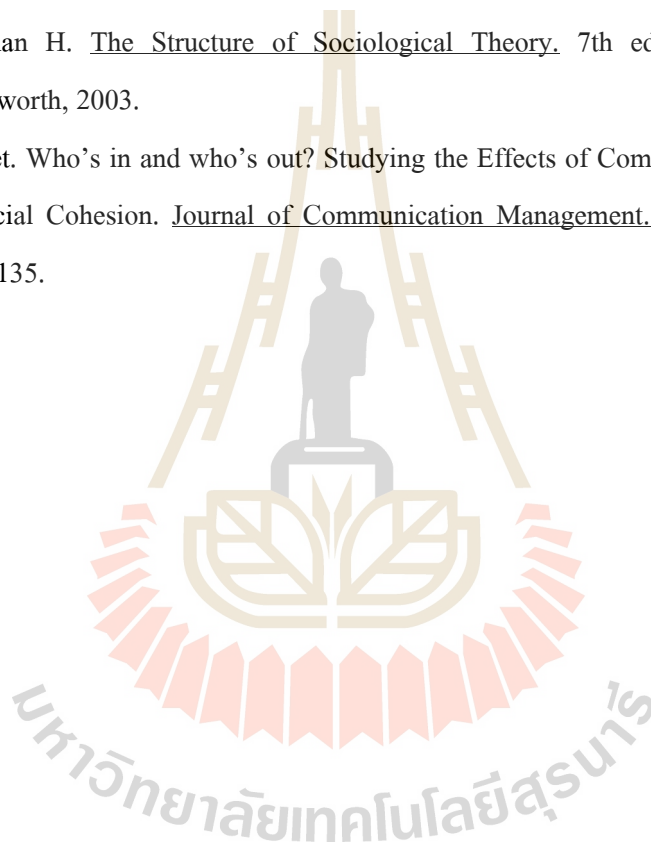 an H. The Structure of Sociological Theory. 7th ed
worth, 2003.
et. Who’s in and who’s out? Studying the Effects of Com
cial Cohesion. Journal of Communication Management.
135.
มหาวิทยาลัยเทคโนโลยีสุรนารี